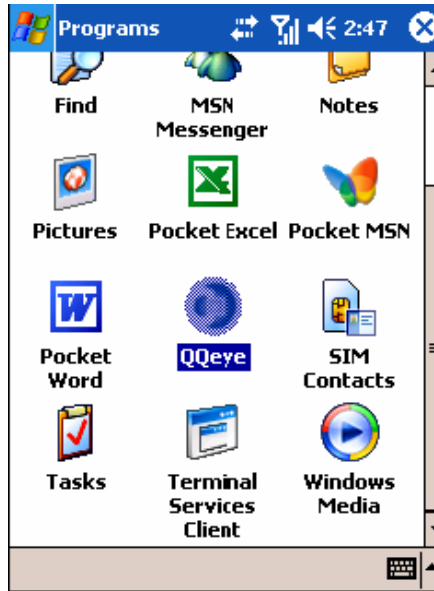 Programs 2:47
Find MSN Messenger Notes
Pictures Pocket Excel Pocket MSN
Pocket Word QQeye SIM Contacts
Tasks Terminal Services Client Windows Media